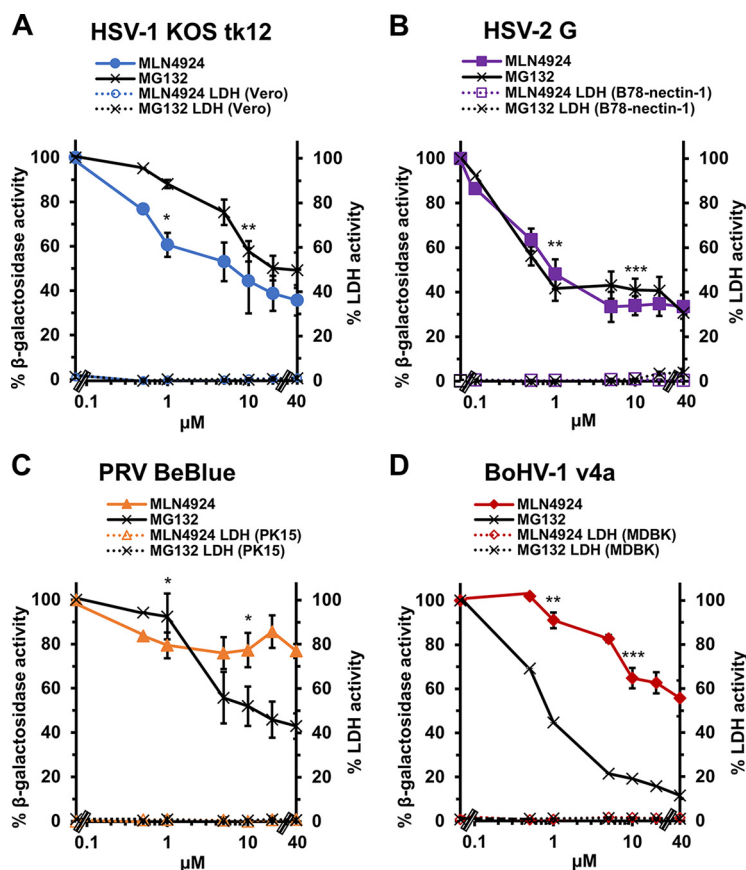 A
HSV-1 KOS tk12
MLN4924
MG132
MLN4924 LDH (Vero)
MG132 LDH (Vero)
% β-galactosidase activity
100
80
60
40
20
0
*
**
100
80
60
40
20
0
% LDH activity
0.1 1 10 40
µM
B
HSV-2 G
MLN4924
MG132
MLN4924 LDH (B78-nectin-1)
MG132 LDH (B78-nectin-1)
% β-galactosidase activity
100
80
60
40
20
0
**
***
100
80
60
40
20
0
% LDH activity
0.1 1 10 40
µM
C
PRV BeBlue
MLN4924
MG132
MLN4924 LDH (PK15)
MG132 LDH (PK15)
% β-galactosidase activity
100
80
60
40
20
0
*
*
100
80
60
40
20
0
% LDH activity
0.1 1 10 40
µM
D
BoHV-1 v4a
MLN4924
MG132
MLN4924 LDH (MDBK)
MG132 LDH (MDBK)
% β-galactosidase activity
100
80
60
40
20
0
**
***
100
80
60
40
20
0
% LDH activity
0.1 1 10 40
µM